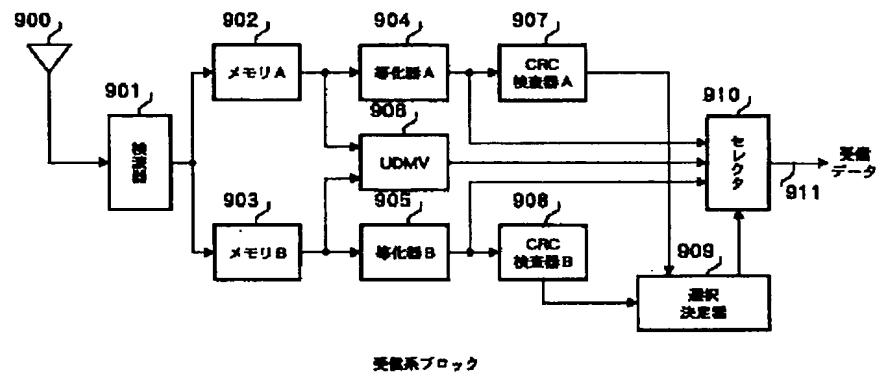 900
902
904
907
メモリA
等化器A
CRC
検査器A
901
906
910
UDMV
セレクタ
受信
データ
911
903
905
908
メモリB
等化器B
CRC
検査器B
909
選択
決定器
受信系ブロック